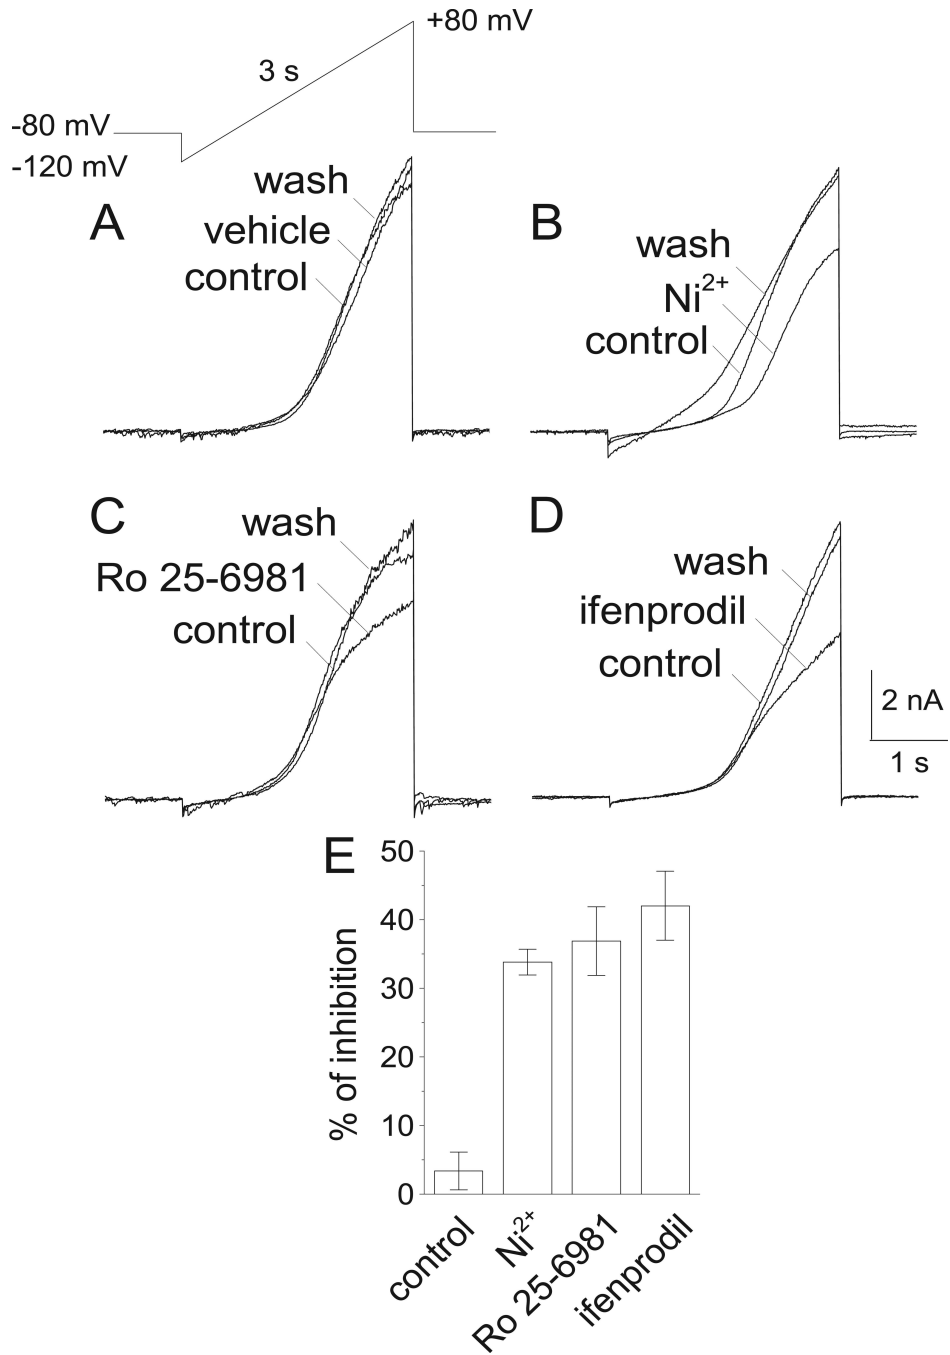 +80 mV
3 s
-80 mV
-120 mV
A
wash
vehicle
control
B
wash
Ni2+
control
C
wash
Ro 25-6981
control
D
wash
ifenprodil
control
2 nA
1 s
E
% of inhibition
50
40
30
20
10
0
control
Ni2+
Ro 25-6981
ifenprodil